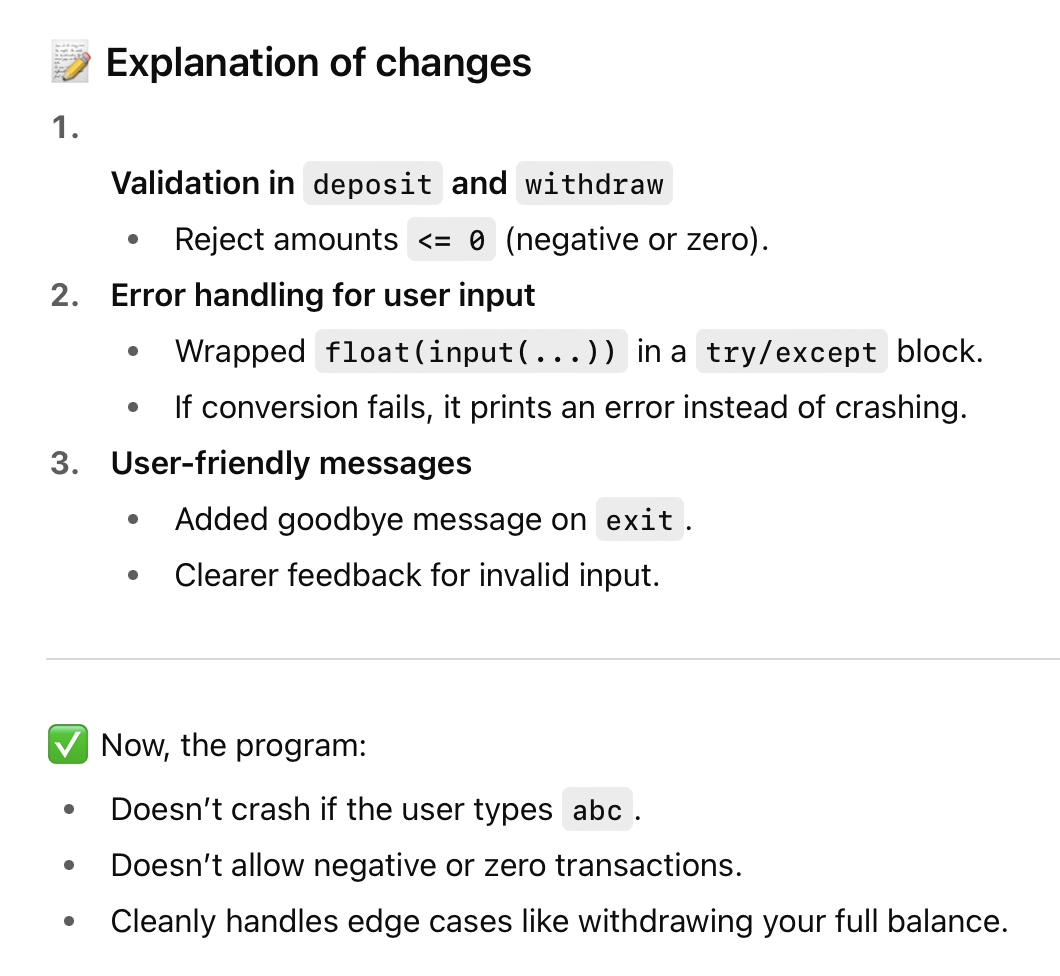 📝 Explanation of changes
1.
Validation in deposit and withdraw
• Reject amounts <= 0 (negative or zero).
2. Error handling for user input
• Wrapped float(input(...)) in a try/except block.
• If conversion fails, it prints an error instead of crashing.
3. User-friendly messages
• Added goodbye message on exit.
• Clearer feedback for invalid input.
✅ Now, the program:
• Doesn’t crash if the user types abc.
• Doesn’t allow negative or zero transactions.
• Cleanly handles edge cases like withdrawing your full balance.